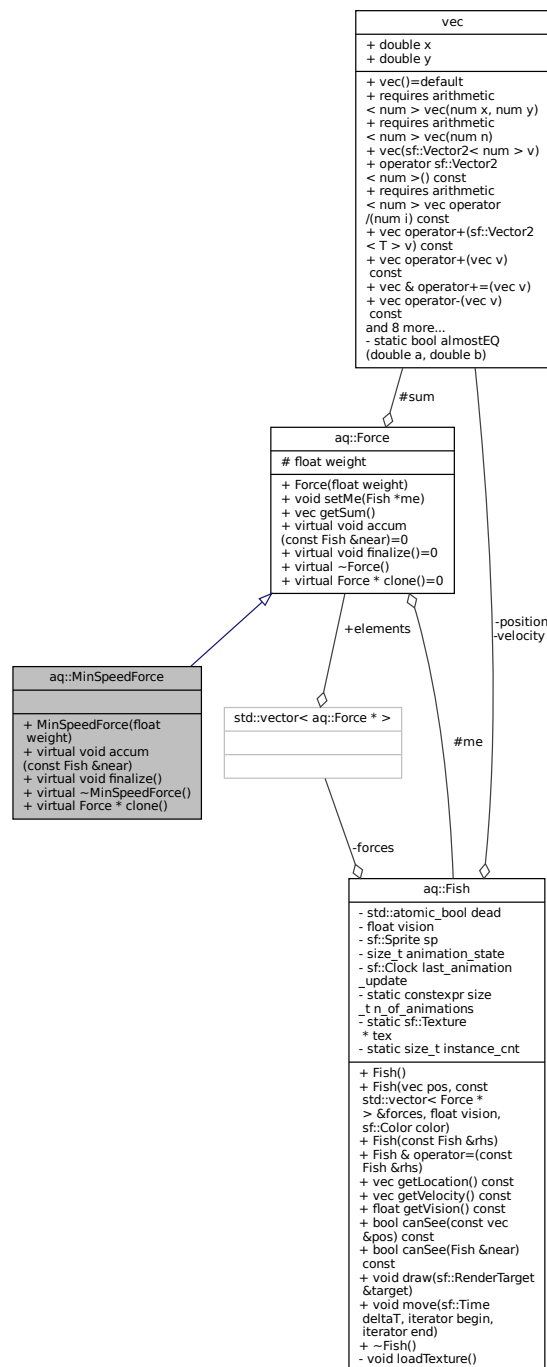 vec
+ double x
+ double y
+ vec()=default
+ requires arithmetic
< num > vec(num x, num y)
+ requires arithmetic
< num > vec(num n)
+ vec(sf::Vector2< num > v)
+ operator sf::Vector2
< num >() const
+ requires arithmetic
< num > vec operator
/(num i) const
+ vec operator+(sf::Vector2
< T > v) const
+ vec operator+(vec v)
const
+ vec & operator+=(vec v)
+ vec operator-(vec v)
const
and 8 more...
- static bool almostEQ
(double a, double b)
#sum
aq::Force
# float weight
+ Force(float weight)
+ void setMe(Fish *me)
+ vec getSum()
+ virtual void accum
(const Fish &near)=0
+ virtual void finalize()=0
+ virtual ~Force()
+ virtual Force * clone()=0
+elements
-position
-velocity
aq::MinSpeedForce
+ MinSpeedForce(float
weight)
+ virtual void accum
(const Fish &near)
+ virtual void finalize()
+ virtual ~MinSpeedForce()
+ virtual Force * clone()
std::vector< aq::Force * >
#me
-forces
aq::Fish
- std::atomic_bool dead
- float vision
- sf::Sprite sp
- size_t animation_state
- sf::Clock last_animation
_update
- static constexpr size
_t n_of_animations
- static sf::Texture
* tex
- static size_t instance_cnt
+ Fish()
+ Fish(vec pos, const
std::vector< Force *
> &forces, float vision,
sf::Color color)
+ Fish(const Fish &rhs)
+ Fish & operator=(const
Fish &rhs)
+ vec getLocation() const
+ vec getVelocity() const
+ float getVision() const
+ bool canSee(const vec
&pos) const
+ bool canSee(Fish &near)
const
+ void draw(sf::RenderTarget
&target)
+ void move(sf::Time
deltaT, iterator begin,
iterator end)
+ ~Fish()
- void loadTexture()